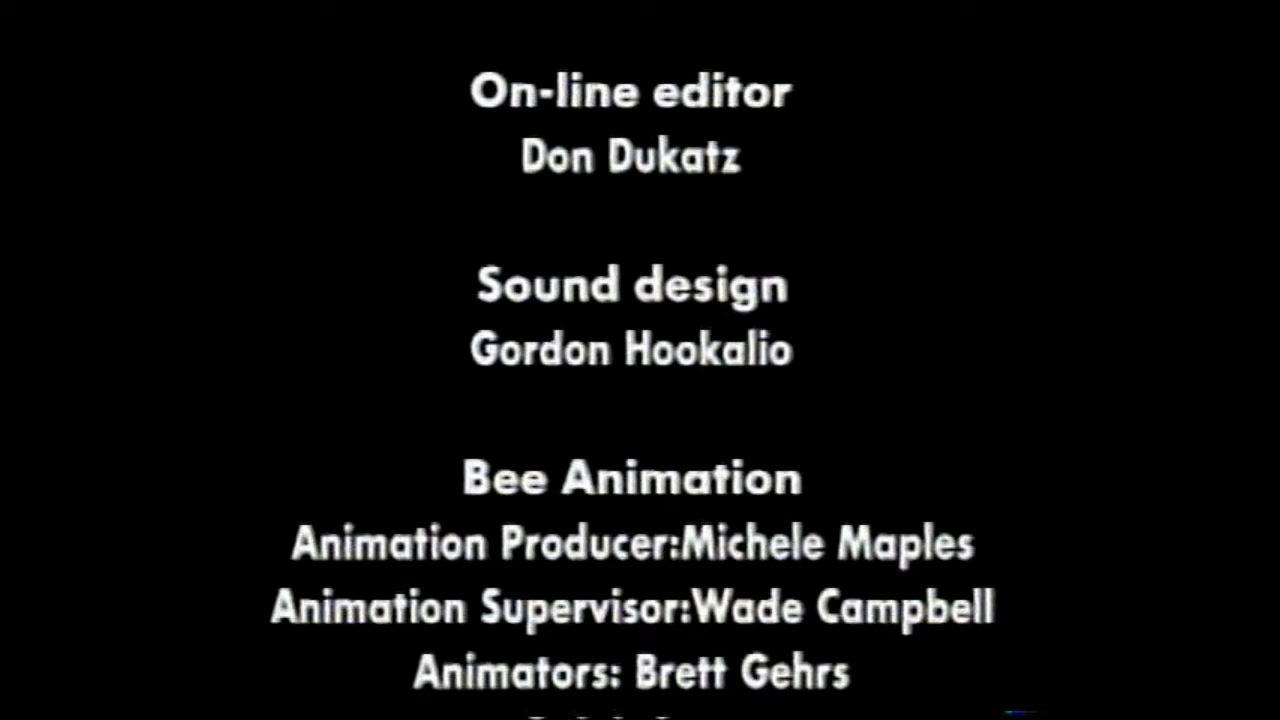 On-line editor
Don Dukatz
Sound design
Gordon Hookalio
Bee Animation
Animation Producer:Michele Maples
Animation Supervisor:Wade Campbell
Animators: Brett Gehrs